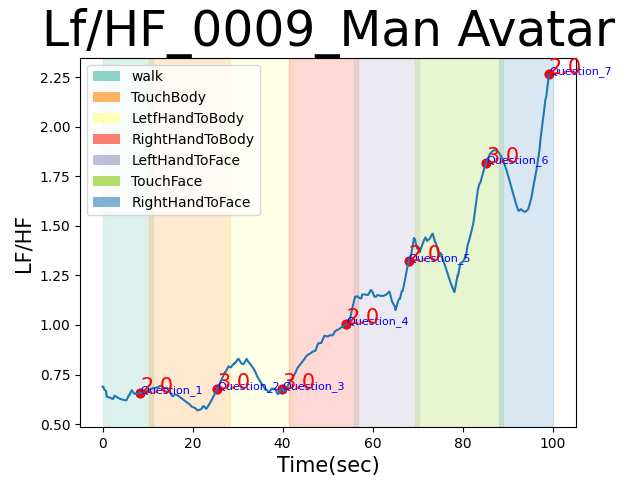 Lf/HF_0009_Man Avatar
walk
TouchBody
LetfHandToBody
RightHandToBody
LeftHandToFace
TouchFace
RightHandToFace
LF/HF
2.25
2.00
1.75
1.50
1.25
1.00
0.75
0.50
2.0
Question_1
3.0
Question_2
3.0
Question_3
2.0
Question_4
2.0
Question_5
3.0
Question_6
2.0
Question_7
0 20 40 60 80 100
Time(sec)